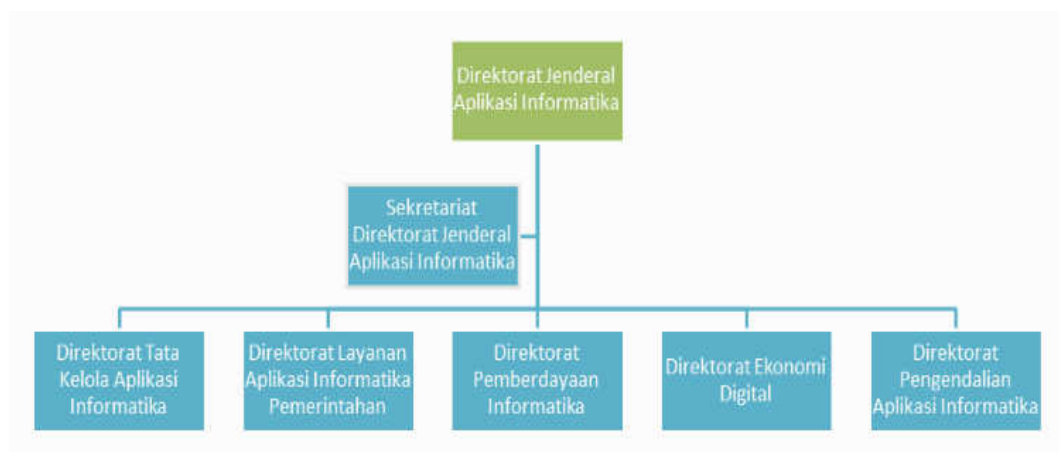 Direktorat Jenderal
Aplikasi Informatika
Sekretariat
Direktorat Jenderal
Aplikasi Informatika
Direktorat Tata
Kelola Aplikasi
Informatika
Direktorat Layanan
Aplikasi Informatika
Pemerintahan
Direktorat
Pemberdayaan
Informatika
Direktorat Ekonomi
Digital
Direktorat
Pengendalian
Aplikasi Informatika